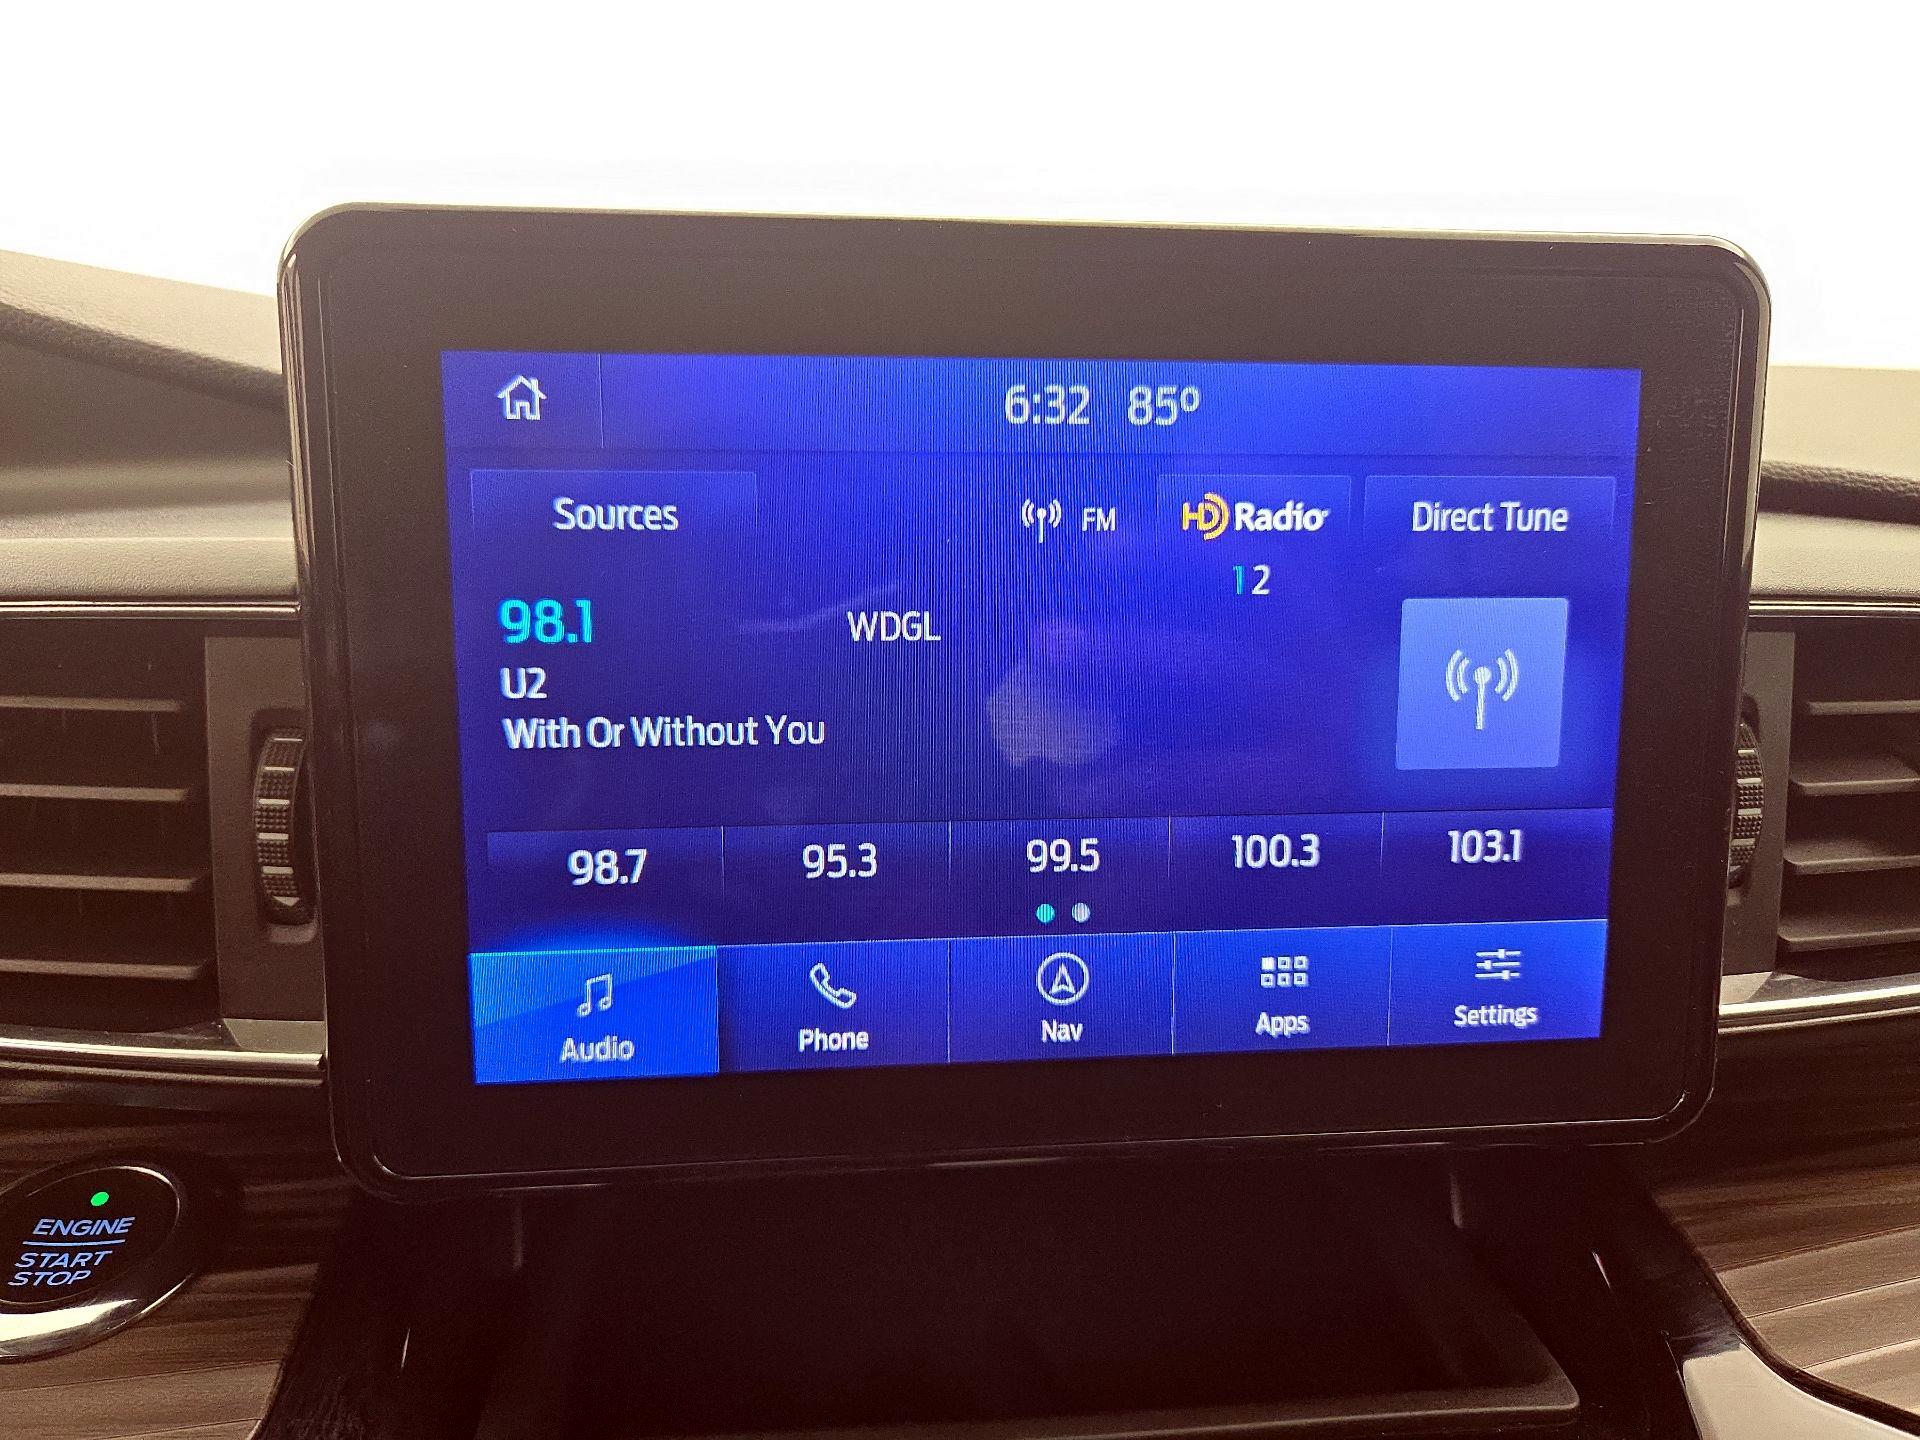 6:32 85º
Sources
FM
HD Radio
Direct Tune
1 2
98.1
WDGL
U2
With Or Without You
98.7
95.3
99.5
100.3
103.1
Audio
Phone
Nav
Apps
Settings
ENGINE
START
STOP